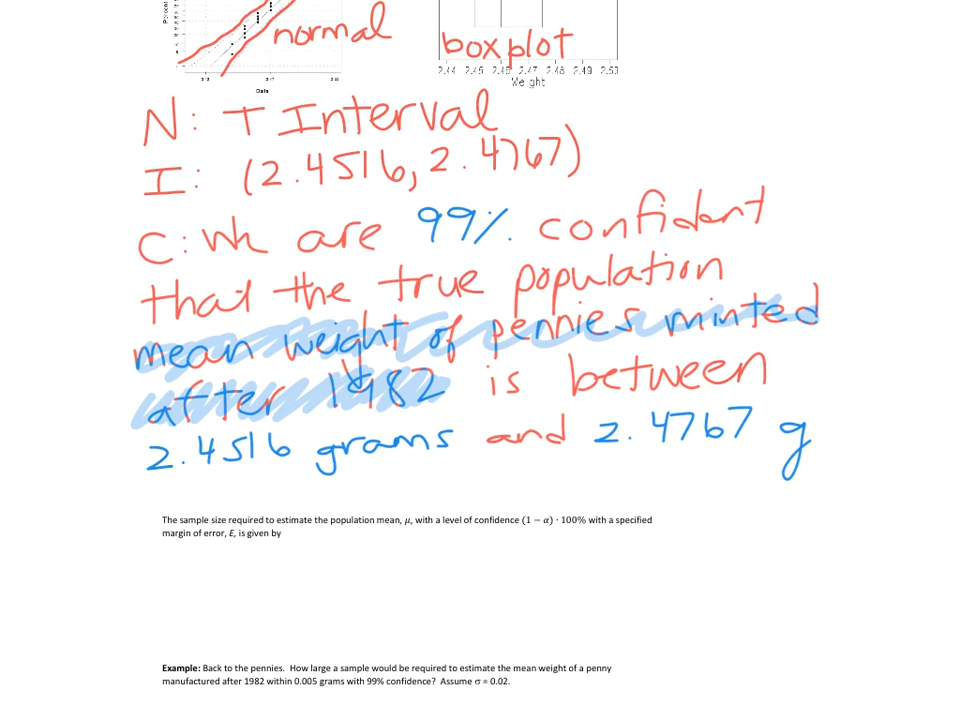 normal
boxplot
2.44 2.45 2.46 2.47 2.48 2.49 2.50
Weight
Data
N: T Interval
I: (2.4516, 2.4767)
C: We are 99% confident
that the true population
mean weight of pennies minted
after 1982 is between
2.4516 grams and 2.4767 g
The sample size required to estimate the population mean, μ, with a level of confidence (1 − α) · 100% with a specified
margin of error, E, is given by
Example: Back to the pennies. How large a sample would be required to estimate the mean weight of a penny
manufactured after 1982 within 0.005 grams with 99% confidence? Assume σ = 0.02.